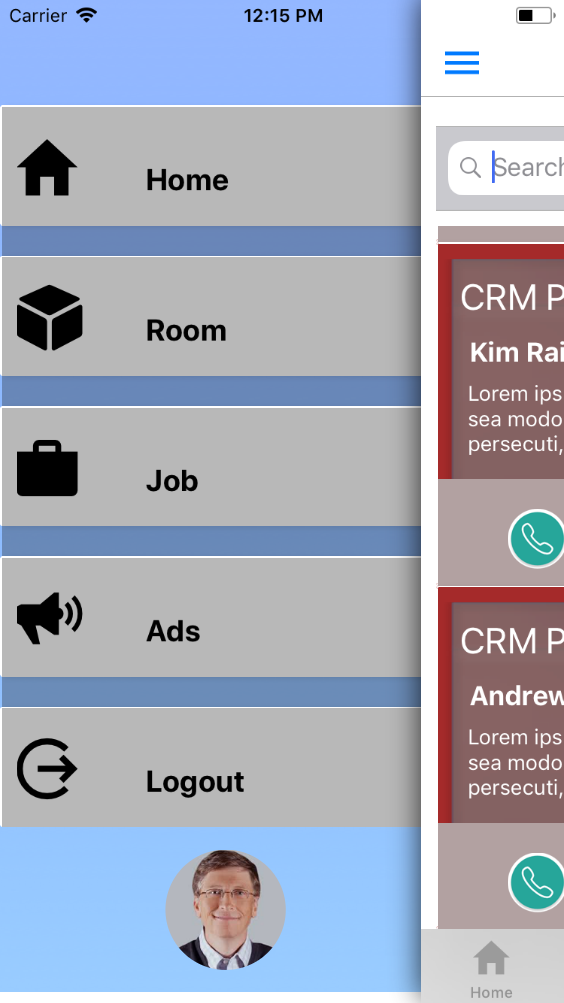 Carrier 12:15 PM
Home
Room
Job
Ads
Logout
Search
CRM P
Kim Rai
Lorem ips
sea modo
persecuti,
CRM P
Andrew
Lorem ips
sea modo
persecuti,
Home